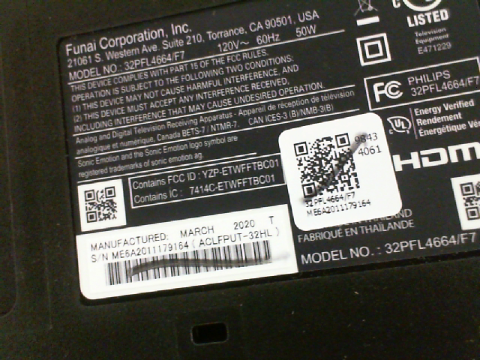 Funai Corporation, Inc.
21061 S. Western Ave. Suite 210, Torrance, CA 90501, USA
MODEL NO : 32PFL4664/F7 120V~ 60Hz 50W
THIS DEVICE COMPLIES WITH PART 15 OF THE FCC RULES.
OPERATION IS SUBJECT TO THE FOLLOWING TWO CONDITIONS:
(1) THIS DEVICE MAY NOT CAUSE HARMFUL INTERFERENCE, AND
(2) THIS DEVICE MUST ACCEPT ANY INTERFERENCE RECEIVED,
INCLUDING INTERFERENCE THAT MAY CAUSE UNDESIRED OPERATION.
Analog and Digital Television Receiving Apparatus - Appareil de réception de télévision
analogique et numérique, Canada BETS-7 / NTMR-7. CAN ICES-3 (B)/NMB-3(B)
Sonic Emotion and the Sonic Emotion logo are
registered trademarks of sonic emotion ag.
Contains FCC ID : YZP-ETWFFTBC01
Contains IC : 7414C-ETWFFTBC01
MANUFACTURED: MARCH 2020 T
S/N ME6A2011179164 (ACLFPUT-32HL)
4061
32PFL4664/F7
ME6A2011179164
UL
LISTED
Television
Equipment
E471229
FC
PHILIPS
32PFL4664/F7
UL
Energy Verified
Rendement
Énergétique
HDMI
FABRIQUÉ EN THAÏLANDE
MODEL NO. : 32PFL4664/F7